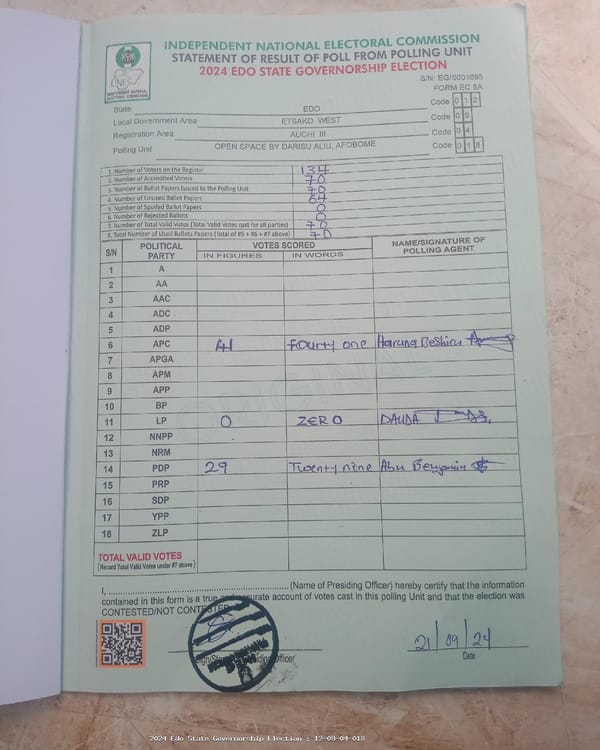 INDEPENDENT NATIONAL ELECTORAL COMMISSION
STATEMENT OF RESULT OF POLL FROM POLLING UNIT
2024 EDO STATE GOVERNORSHIP ELECTION
INDEPENDENT NATIONAL
ELECTORAL COMMISSION
S/N: EG/0001695
FORM EC 8A
State EDO Code 0 1 2
Local Government Area ETSAKO WEST Code 0 9
Registration Area AUCHI III Code 0 4
Polling Unit OPEN SPACE BY DARISU ALIU, AFOBOME Code 0 1 8
1. Number of Voters on the Register 134
2. Number of Accredited Voters 70
3. Number of Ballot Papers Issued to the Polling Unit 70
4. Number of Unused Ballot Papers 64
5. Number of Spoiled Ballot Papers 0
6. Number of Rejected Ballots 0
7. Number of Total Valid Votes (Total Valid Votes cast for all parties) 70
8. Total Number of Used Ballots Papers (Total of #5 + #6 + #7 above) 70
S/N POLITICAL PARTY VOTES SCORED NAME/SIGNATURE OF POLLING AGENT
IN FIGURES IN WORDS
1 A
2 AA
3 AAC
4 ADC
5 ADP
6 APC 41 Fourty one Haruna Beshiru
7 APGA
8 APM
9 APP
10 BP
11 LP 0 ZERO DAUDA
12 NNPP
13 NRM
14 PDP 29 Twenty nine Abu Benjamin
15 PRP
16 SDP
17 YPP
18 ZLP
TOTAL VALID VOTES
(Record Total Valid Votes under #7 above)
I, (Name of Presiding Officer) hereby certify that the information
contained in this form is a true account of votes cast in this polling Unit and that the election was
CONTESTED/NOT CONTESTED
21/09/24
Officer Date
2024 Edo State Governorship Election : 12-09-04-018